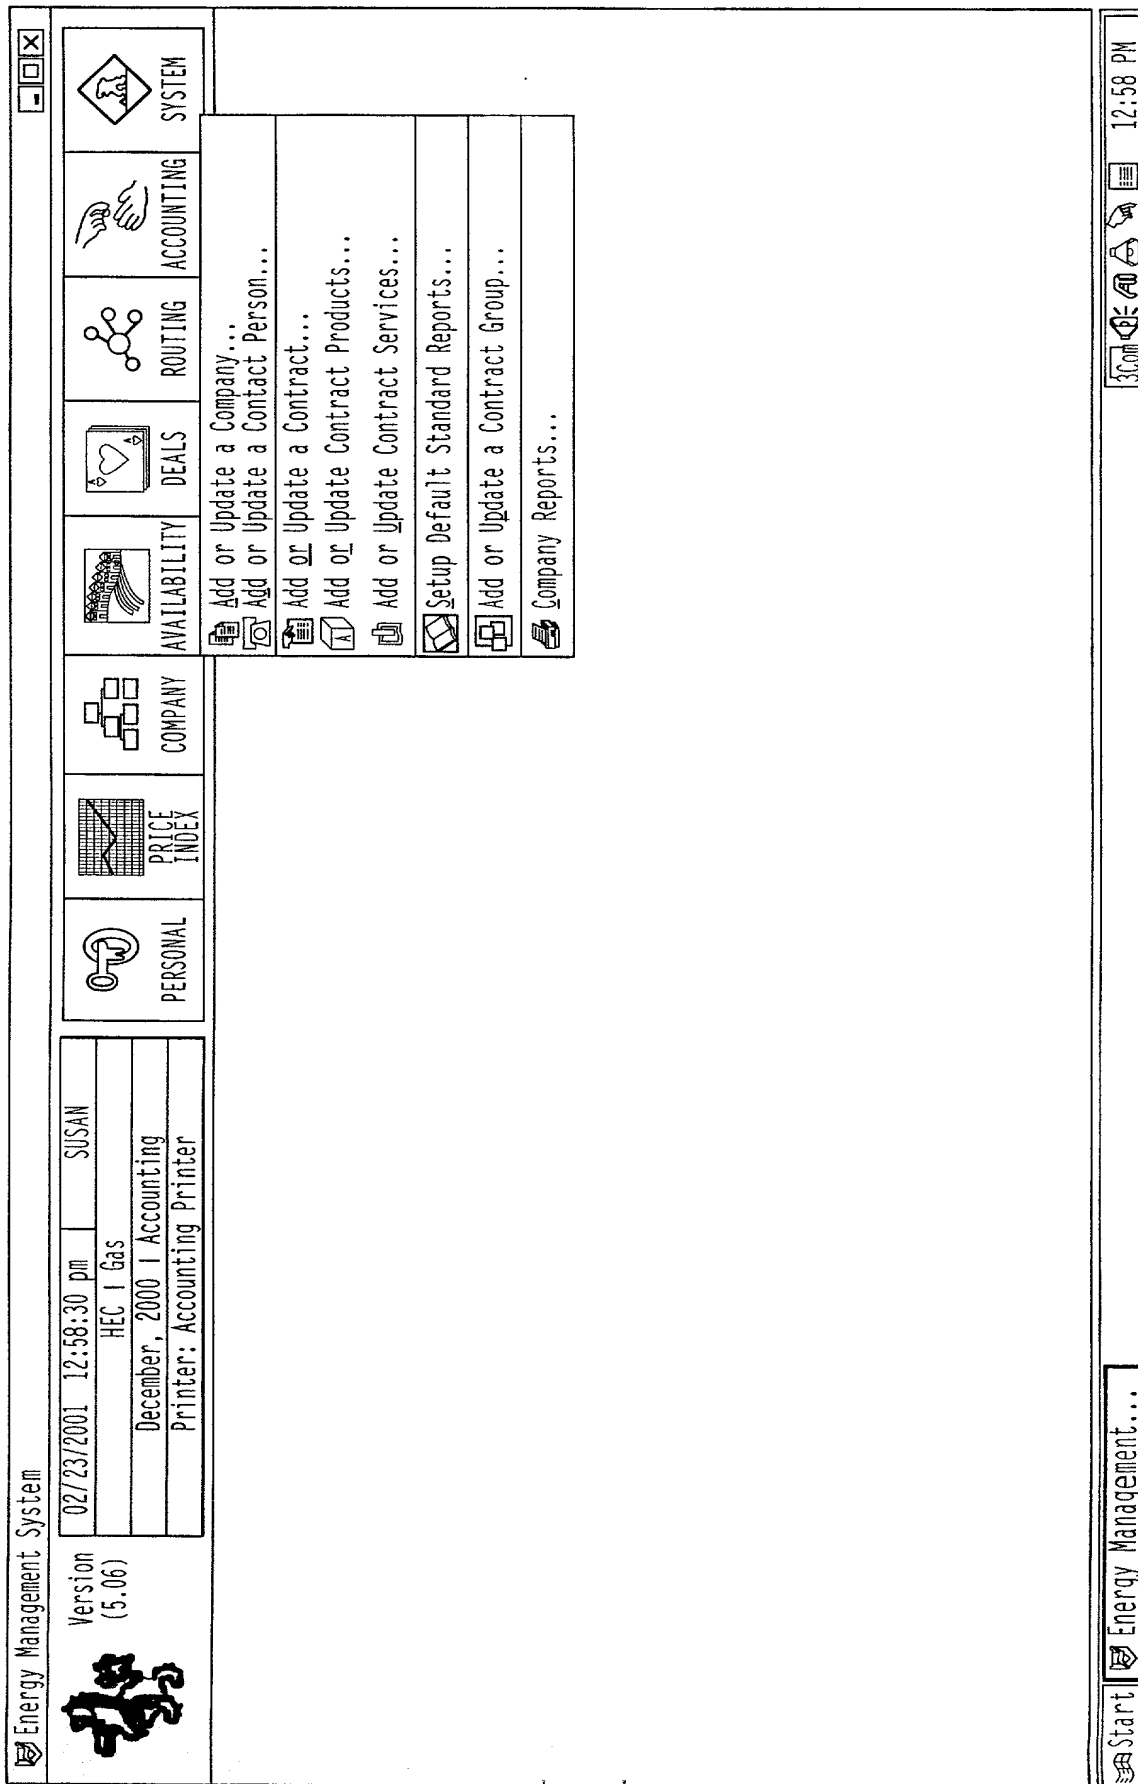 Energy Management System
Version
(5.06)
02/23/2001 12:58:30 pm
SUSAN
HEC | Gas
December, 2000 | Accounting
Printer: Accounting Printer
PERSONAL
PRICE
INDEX
COMPANY
AVAILABILITY
DEALS
ROUTING
ACCOUNTING
SYSTEM
Add or Update a Company...
Add or Update a Contact Person...
Add or Update a Contract...
Add or Update Contract Products...
Add or Update Contract Services...
Setup Default Standard Reports...
Add or Update a Contract Group...
Company Reports...
Start
Energy Management...
3Com
12:58 PM